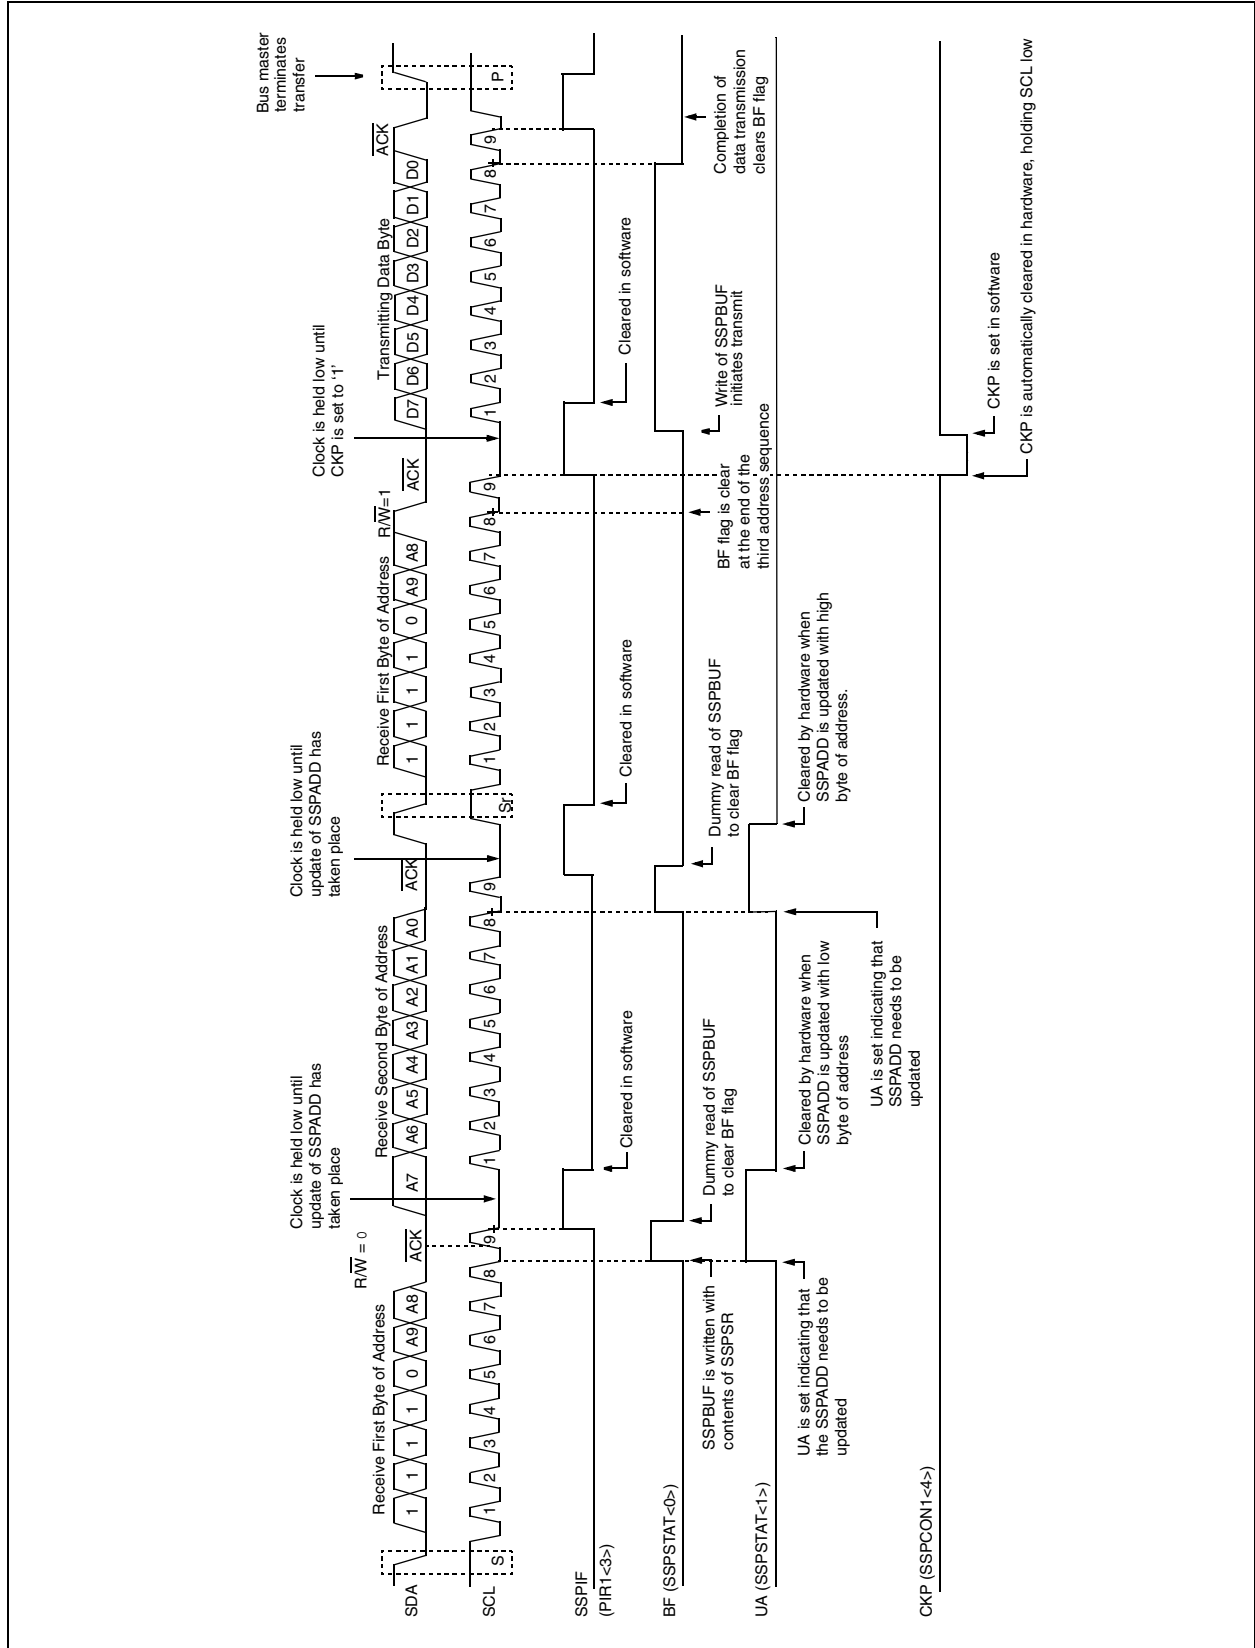 Bus master
terminates
transfer
Clock is held low until
CKP is set to ‘1’
Clock is held low until
update of SSPADD has
taken place
Clock is held low until
update of SSPADD has
taken place
R/W = 0
Receive First Byte of Address
Receive Second Byte of Address
Receive First Byte of Address
R/W=1
Transmitting Data Byte
ACK
ACK
ACK
ACK
SDA
1 1 1 1 0 A9 A8
A7 A6 A5 A4 A3 A2 A1 A0
1 1 1 1 0 A9 A8
D7 D6 D5 D4 D3 D2 D1 D0
SCL
S
1 2 3 4 5 6 7 8 9
1 2 3 4 5 6 7 8 9
Sr
1 2 3 4 5 6 7 8 9
1 2 3 4 5 6 7 8 9
P
SSPIF
(PIR1<3>)
Cleared in software
Cleared in software
Cleared in software
BF (SSPSTAT<0>)
SSPBUF is written with
contents of SSPSR
Dummy read of SSPBUF
to clear BF flag
Dummy read of SSPBUF
to clear BF flag
BF flag is clear
at the end of the
third address sequence
Write of SSPBUF
initiates transmit
Completion of
data transmission
clears BF flag
UA (SSPSTAT<1>)
UA is set indicating that
the SSPADD needs to be
updated
Cleared by hardware when
SSPADD is updated with low
byte of address
UA is set indicating that
SSPADD needs to be
updated
Cleared by hardware when
SSPADD is updated with high
byte of address.
CKP (SSPCON1<4>)
CKP is set in software
CKP is automatically cleared in hardware, holding SCL low